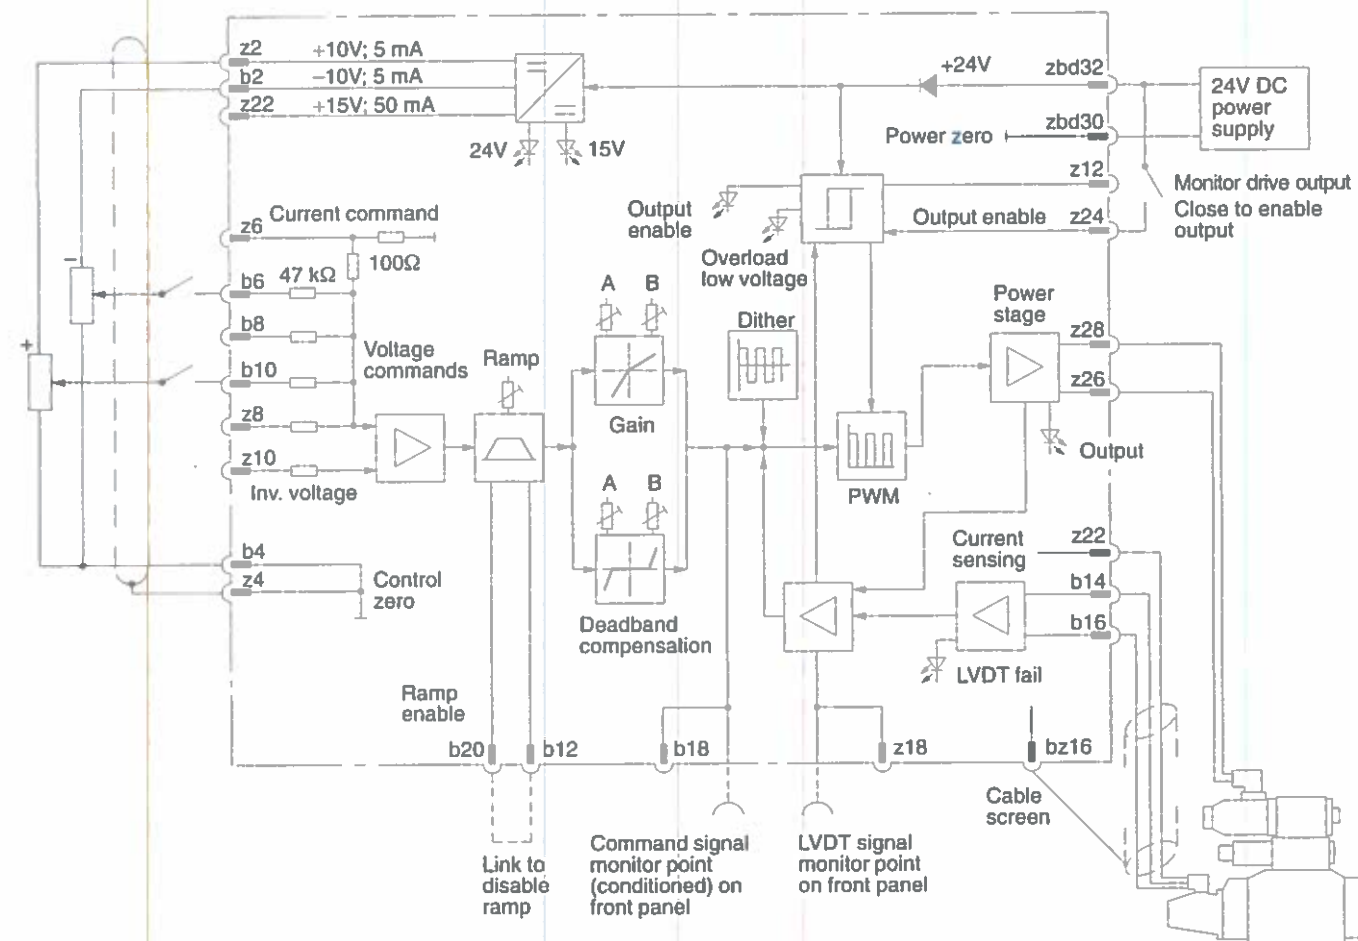 z2 +10V; 5 mA
b2 –10V; 5 mA
z22 +15V; 50 mA
24V
15V
+24V
zbd32
24V DC
power
supply
Power zero
zbd30
z12
Monitor drive output
Close to enable
output
Output enable
z24
Output
enable
Overload
low voltage
z6
Current command
100Ω
–
b6
47 kΩ
b8
+
b10
Voltage
commands
z8
z10
Inv. voltage
Ramp
A
B
Gain
A
B
Deadband
compensation
Dither
PWM
Power
stage
z28
z26
Output
b4
z4
Control
zero
Current
sensing
z22
b14
b16
LVDT fail
Ramp
enable
b20
b12
b18
z18
bz16
Link to
disable
ramp
Command signal
monitor point
(conditioned) on
front panel
LVDT signal
monitor point
on front panel
Cable
screen